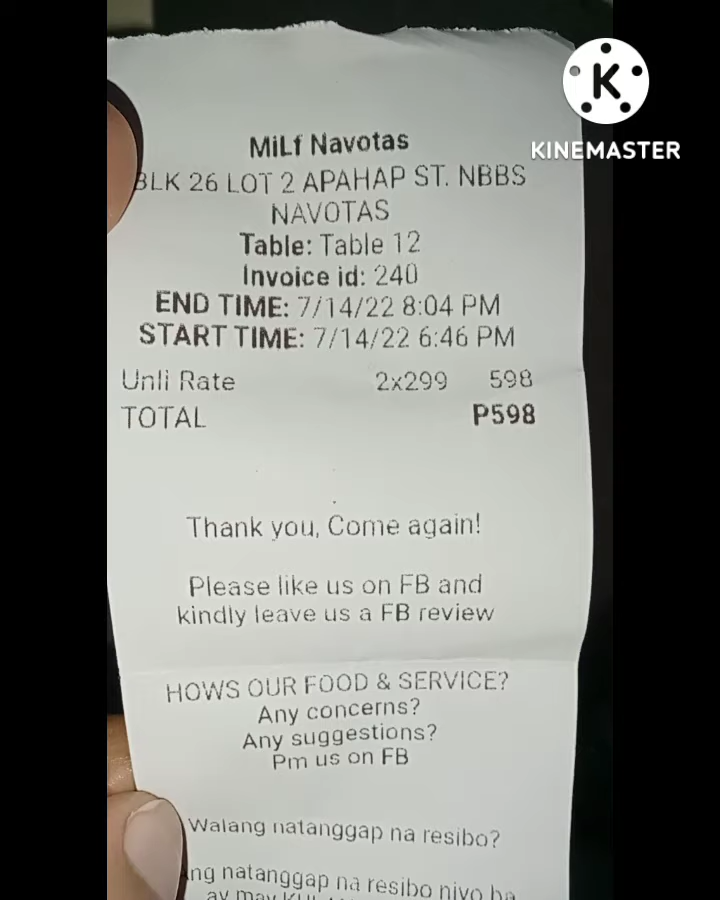 K
KINEMASTER
MiLf Navotas
BLK 26 LOT 2 APAHAP ST. NBBS
NAVOTAS
Table: Table 12
Invoice id: 240
END TIME: 7/14/22 8:04 PM
START TIME: 7/14/22 6:46 PM
Unli Rate 2x299 598
TOTAL P598
Thank you, Come again!
Please like us on FB and
kindly leave us a FB review
HOWS OUR FOOD & SERVICE?
Any concerns?
Any suggestions?
Pm us on FB
Walang natanggap na resibo?
natanggap na resibo niyo ba
ay may